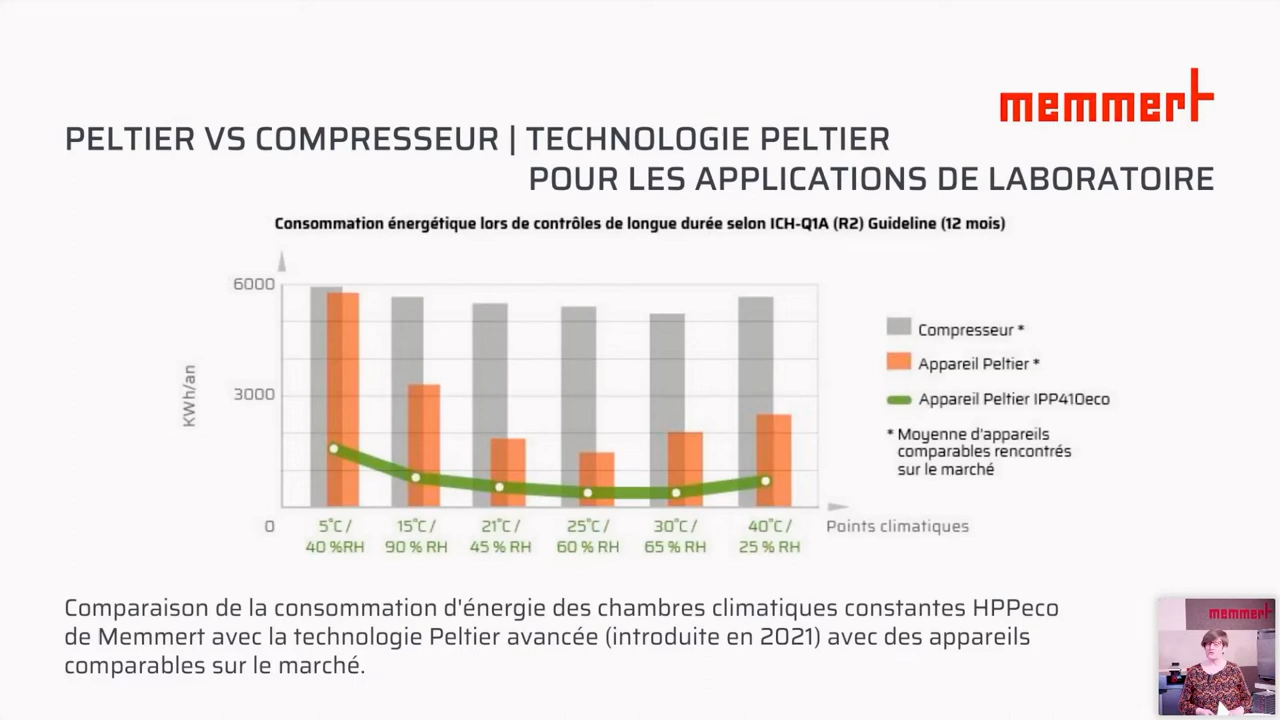 memmert
PELTIER VS COMPRESSEUR | TECHNOLOGIE PELTIER
POUR LES APPLICATIONS DE LABORATOIRE
Consommation énergétique lors de contrôles de longue durée selon ICH-Q1A (R2) Guideline (12 mois)
6000
3000
0
KWh/an
5°C / 40 %RH
15°C / 90 % RH
21°C / 45 % RH
25°C / 60 % RH
30°C / 65 % RH
40°C / 25 % RH
Points climatiques
Compresseur *
Appareil Peltier *
Appareil Peltier IPP410eco
* Moyenne d'appareils
comparables rencontrés
sur le marché
Comparaison de la consommation d'énergie des chambres climatiques constantes HPPeco
de Memmert avec la technologie Peltier avancée (introduite en 2021) avec des appareils
comparables sur le marché.
memmert